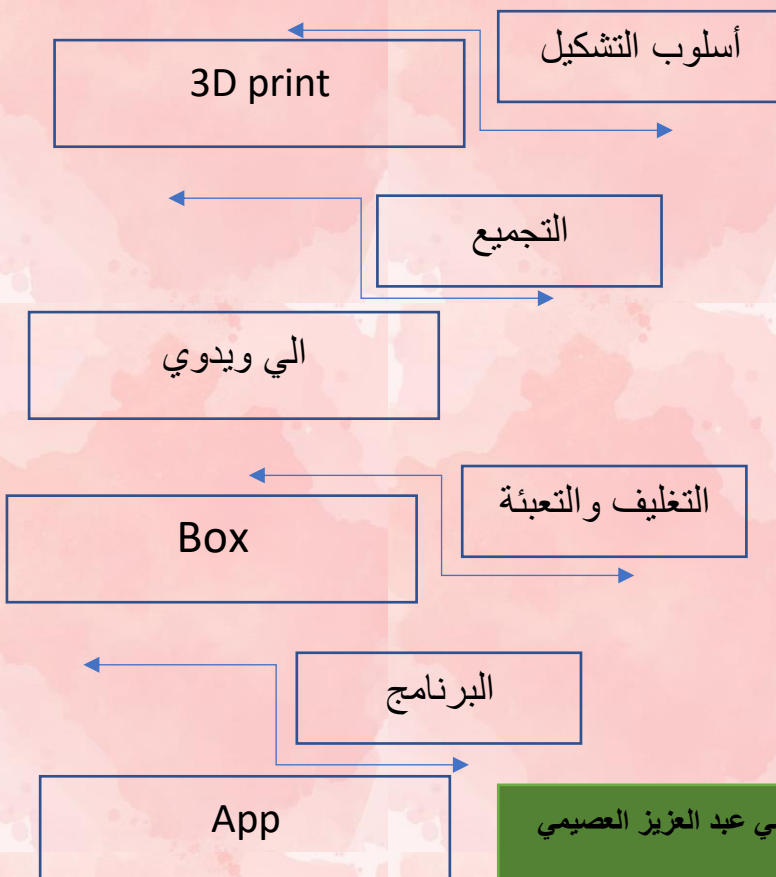 أسلوب التشكيل
3D print
التجميع
الي ويدوي
التغليف والتعبئة
Box
البرنامج
App
عبد العزيز العصيمي